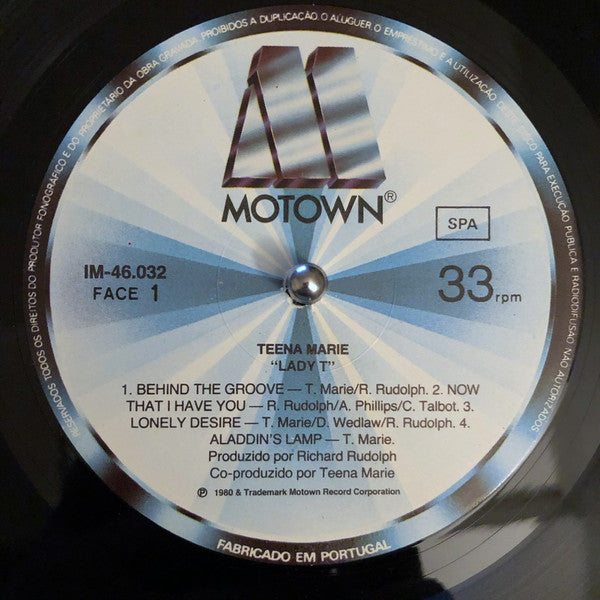 RESERVADOS TODOS OS DIREITOS DO PRODUTOR FONOGRÁFICO E DO PROPRIETÁRIO DA OBRA GRAVADA. PROIBIDOS A DUPLICAÇÃO. O ALUGUER O EMPRÉSTIMO E A UTILIZAÇÃO DESTE DISCO PARA EXECUÇÃO PÚBLICA E RADIODIFUSÃO NÃO AUTORIZADOS
MOTOWN®
SPA
IM-46.032
FACE 1
33 rpm
TEENA MARIE
"LADY T"
1. BEHIND THE GROOVE — T. Marie/R. Rudolph. 2. NOW
THAT I HAVE YOU — R. Rudolph/A. Phillips/C. Talbot. 3.
LONELY DESIRE — T. Marie/D. Wedlaw/R. Rudolph. 4.
ALADDIN'S LAMP — T. Marie.
Produzido por Richard Rudolph
Co-produzido por Teena Marie
℗ 1980 & Trademark Motown Record Corporation
FABRICADO EM PORTUGAL